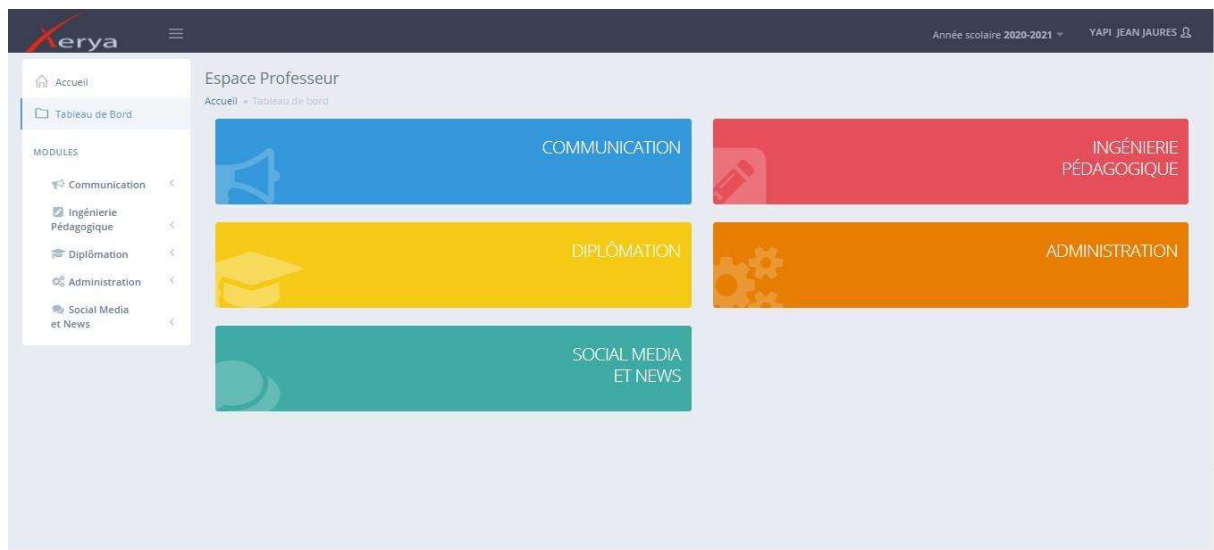 Xerya
Année scolaire 2020-2021
YAPI JEAN JAURES
Accueil
Tableau de Bord
MODULES
Communication
Ingénierie
Pédagogique
Diplômation
Administration
Social Media
et News
Espace Professeur
Accueil • Tableau de bord
COMMUNICATION
INGÉNIERIE
PÉDAGOGIQUE
DIPLÔMATION
ADMINISTRATION
SOCIAL MEDIA
ET NEWS